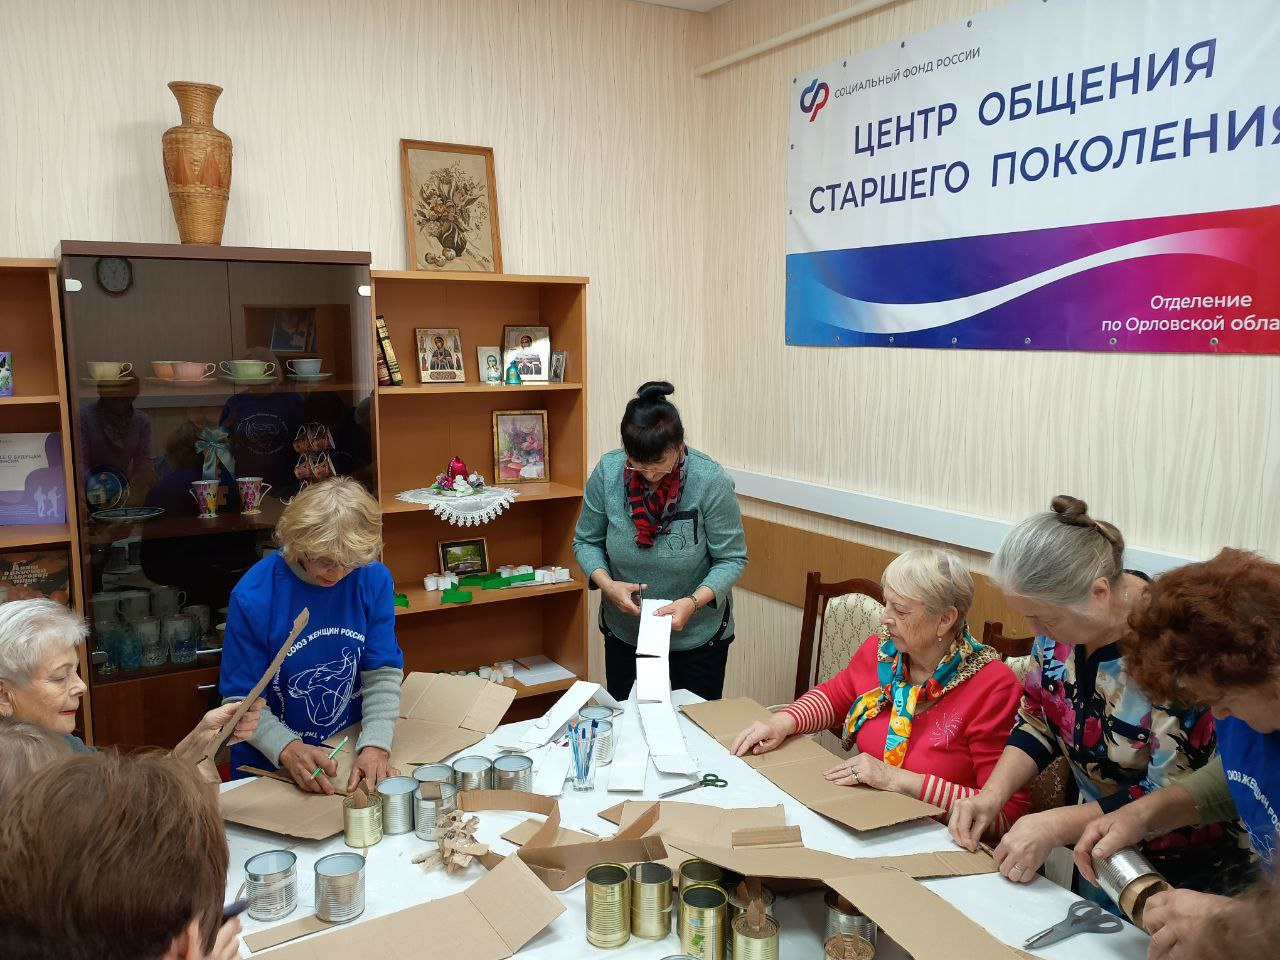 СОЦИАЛЬНЫЙ ФОНД РОССИИ
ЦЕНТР ОБЩЕНИЯ
СТАРШЕГО ПОКОЛЕНИЯ
Отделение
по Орловской обла
СОЮЗ ЖЕНЩИН РОССИИ